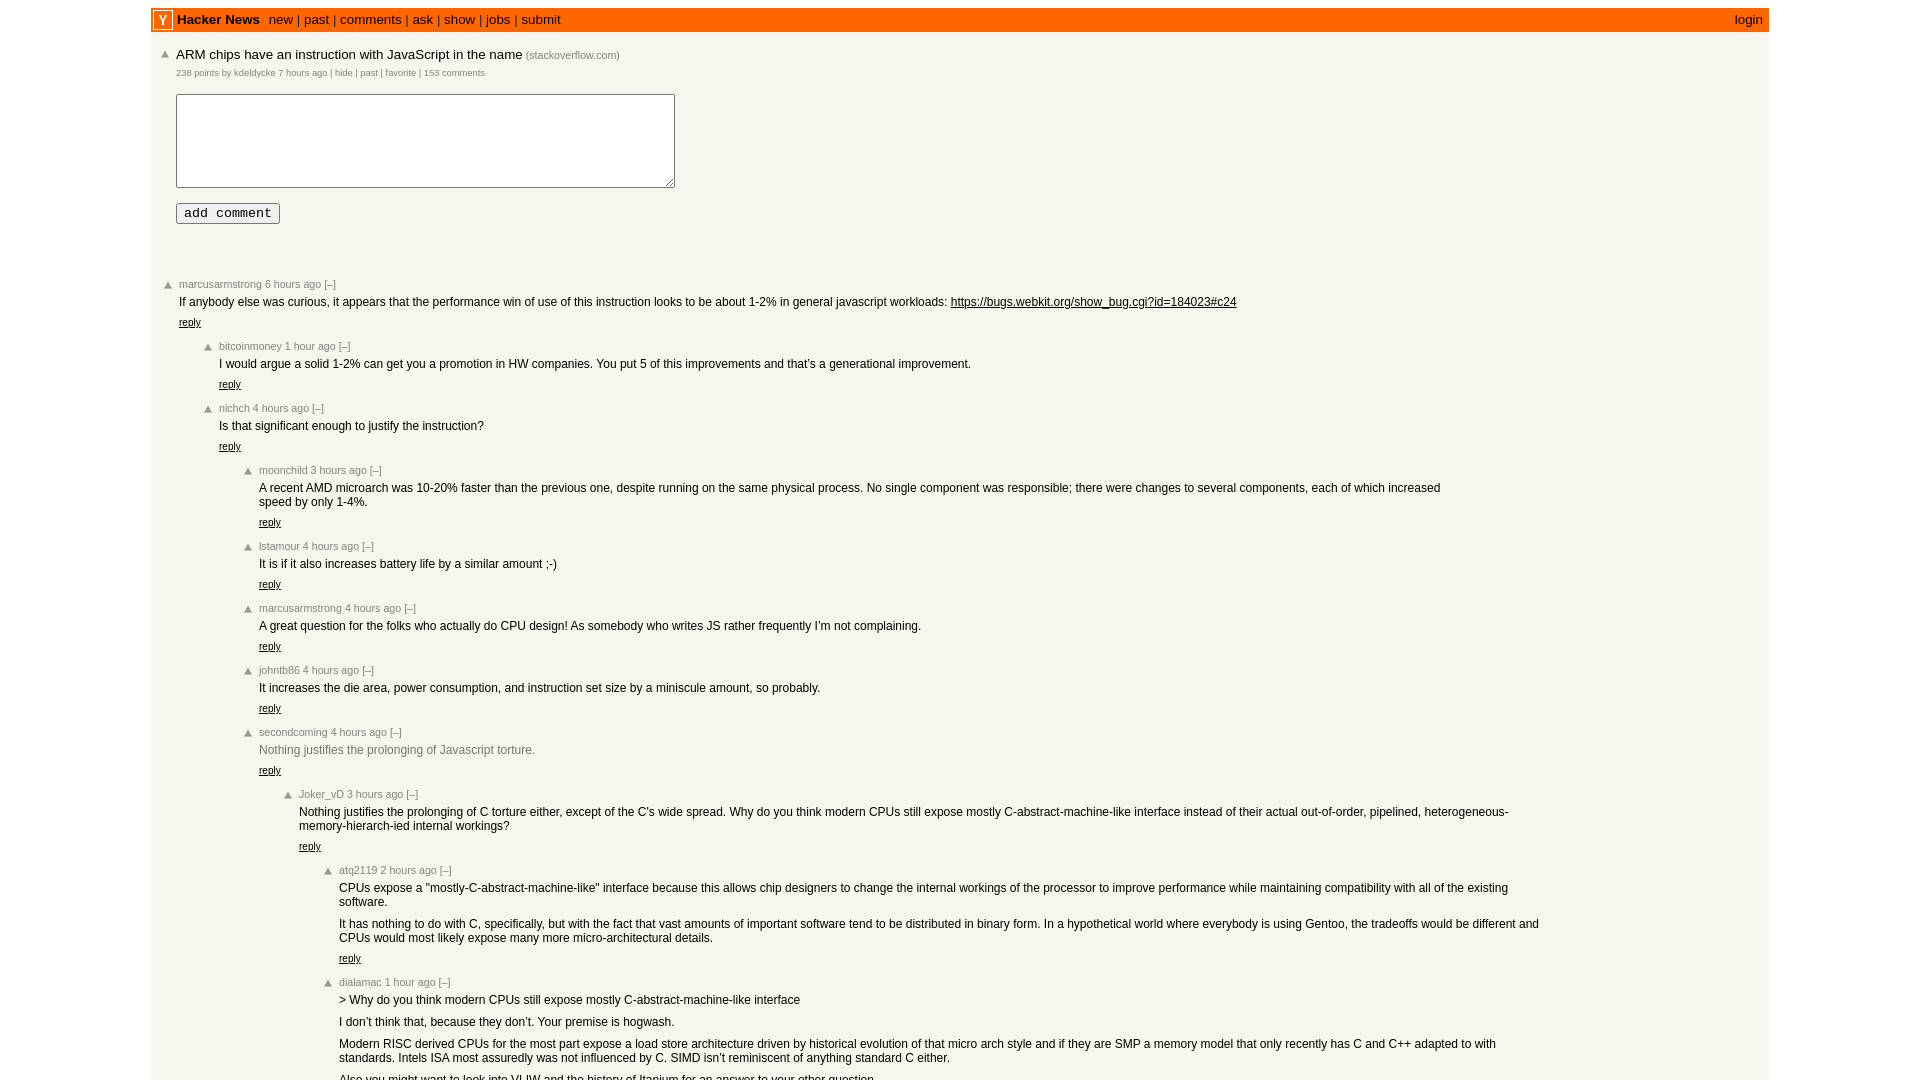 Y Hacker News new | past | comments | ask | show | jobs | submit login
ARM chips have an instruction with JavaScript in the name (stackoverflow.com)
238 points by kdeldycke 7 hours ago | hide | past | favorite | 153 comments
add comment
marcusarmstrong 6 hours ago [–]
If anybody else was curious, it appears that the performance win of use of this instruction looks to be about 1-2% in general javascript workloads: https://bugs.webkit.org/show_bug.cgi?id=184023#c24
reply
bitcoinmoney 1 hour ago [–]
I would argue a solid 1-2% can get you a promotion in HW companies. You put 5 of this improvements and that’s a generational improvement.
reply
nichch 4 hours ago [–]
Is that significant enough to justify the instruction?
reply
moonchild 3 hours ago [–]
A recent AMD microarch was 10-20% faster than the previous one, despite running on the same physical process. No single component was responsible; there were changes to several components, each of which increased
speed by only 1-4%.
reply
lstamour 4 hours ago [–]
It is if it also increases battery life by a similar amount ;-)
reply
marcusarmstrong 4 hours ago [–]
A great question for the folks who actually do CPU design! As somebody who writes JS rather frequently I’m not complaining.
reply
johntb86 4 hours ago [–]
It increases the die area, power consumption, and instruction set size by a miniscule amount, so probably.
reply
secondcoming 4 hours ago [–]
Nothing justifies the prolonging of Javascript torture.
reply
Joker_vD 3 hours ago [–]
Nothing justifies the prolonging of C torture either, except of the C's wide spread. Why do you think modern CPUs still expose mostly C-abstract-machine-like interface instead of their actual out-of-order, pipelined, heterogeneous-
memory-hierarch-ied internal workings?
reply
atq2119 2 hours ago [–]
CPUs expose a "mostly-C-abstract-machine-like" interface because this allows chip designers to change the internal workings of the processor to improve performance while maintaining compatibility with all of the existing
software.
It has nothing to do with C, specifically, but with the fact that vast amounts of important software tend to be distributed in binary form. In a hypothetical world where everybody is using Gentoo, the tradeoffs would be different and
CPUs would most likely expose many more micro-architectural details.
reply
dialamac 1 hour ago [–]
> Why do you think modern CPUs still expose mostly C-abstract-machine-like interface
I don’t think that, because they don’t. Your premise is hogwash.
Modern RISC derived CPUs for the most part expose a load store architecture driven by historical evolution of that micro arch style and if they are SMP a memory model that only recently has C and C++ adapted to with
standards. Intels ISA most assuredly was not influenced by C. SIMD isn’t reminiscent of anything standard C either.
Also you might want to look into VLIW and the history of Itanium for an answer to your other question.